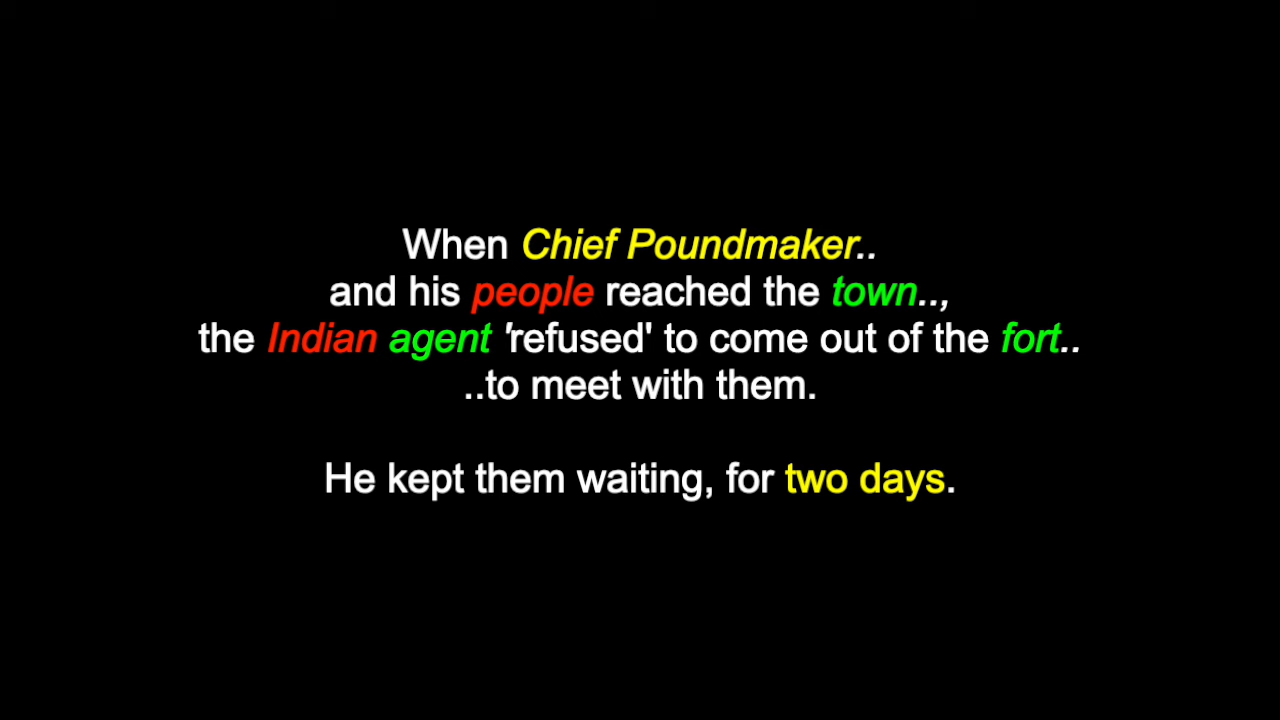 When Chief Poundmaker..
and his people reached the town..,
the Indian agent 'refused' to come out of the fort..
..to meet with them.
He kept them waiting, for two days.